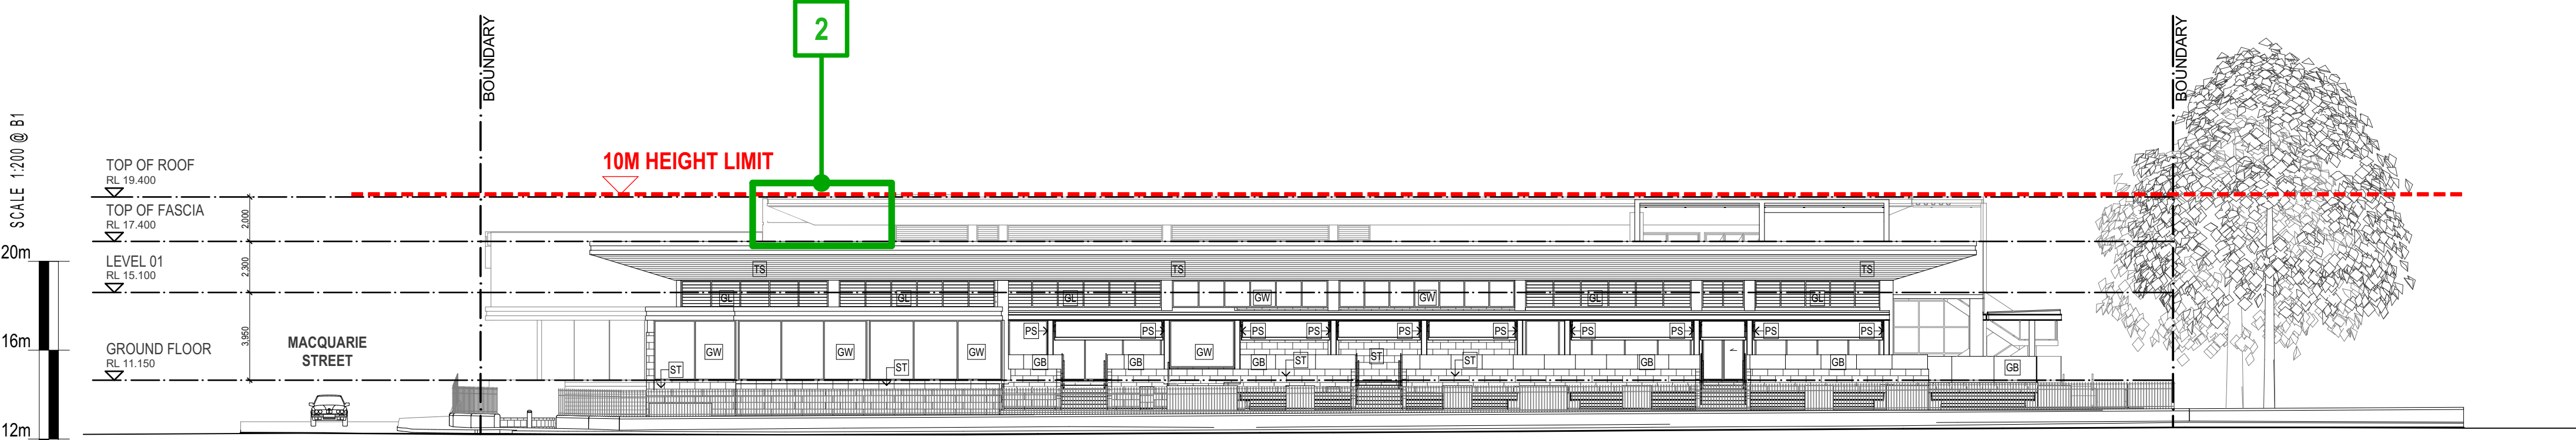 2
BOUNDARY
BOUNDARY
10M HEIGHT LIMIT
SCALE 1:200 @ B1
TOP OF ROOF
RL 19.400
2,000
TOP OF FASCIA
RL 17.400
2,300
LEVEL 01
RL 15.100
3,950
GROUND FLOOR
RL 11.150
20m
16m
12m
MACQUARIE
STREET
TS TS TS
GL GL GL GW GW GL GL
PS PS PS PS PS PS PS PS PS PS
GW GW GW GW
GB GB GB GB GB GB
ST ST ST ST ST